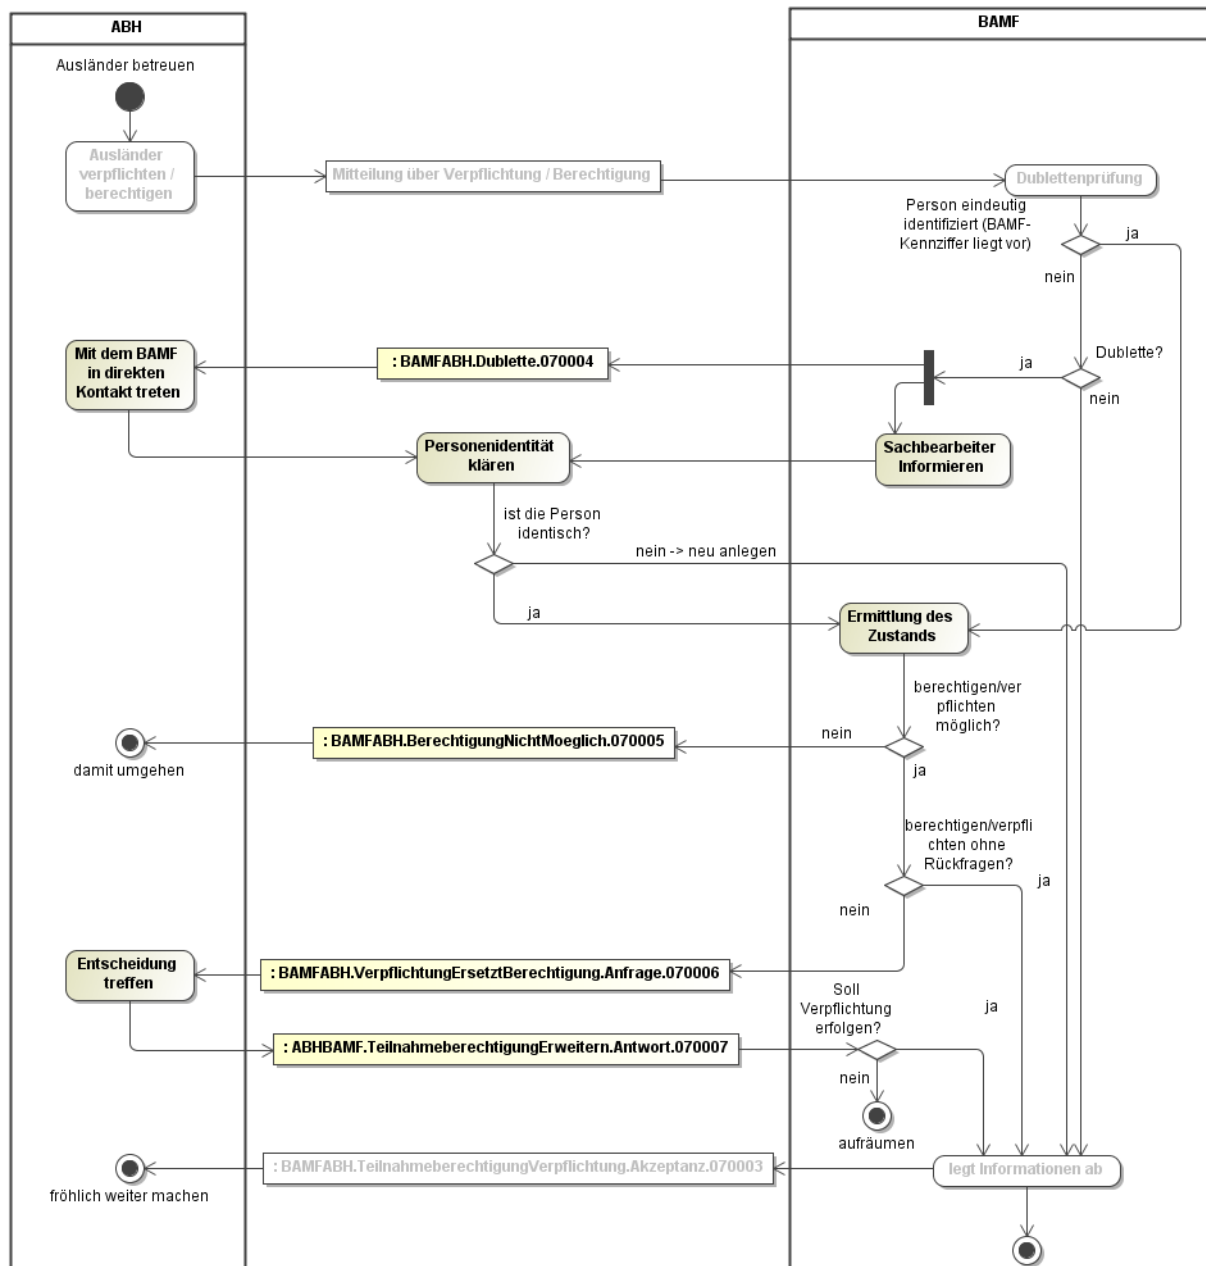 ABH
BAMF
Ausländer betreuen
Ausländer
verpflichten /
berechtigen
Mitteilung über Verpflichtung / Berechtigung
Dublettenprüfung
Person eindeutig
identifiziert (BAMF-
Kennziffer liegt vor)
ja
nein
Mit dem BAMF
in direkten
Kontakt treten
: BAMFABH.Dublette.070004
ja
Dublette?
nein
Personenidentität
klären
Sachbearbeiter
Informieren
ist die Person
identisch?
nein -> neu anlegen
ja
Ermittlung des
Zustands
berechtigen/ver
pflichten
möglich?
: BAMFABH.BerechtigungNichtMoeglich.070005
nein
damit umgehen
ja
berechtigen/verpfli
chten ohne
Rückfragen?
ja
nein
Entscheidung
treffen
: BAMFABH.VerpflichtungErsetztBerechtigung.Anfrage.070006
Soll
Verpflichtung
erfolgen?
ja
: ABHBAMF.TeilnahmeberechtigungErweitern.Antwort.070007
nein
aufräumen
: BAMFABH.TeilnahmeberechtigungVerpflichtung.Akzeptanz.070003
legt Informationen ab
fröhlich weiter machen